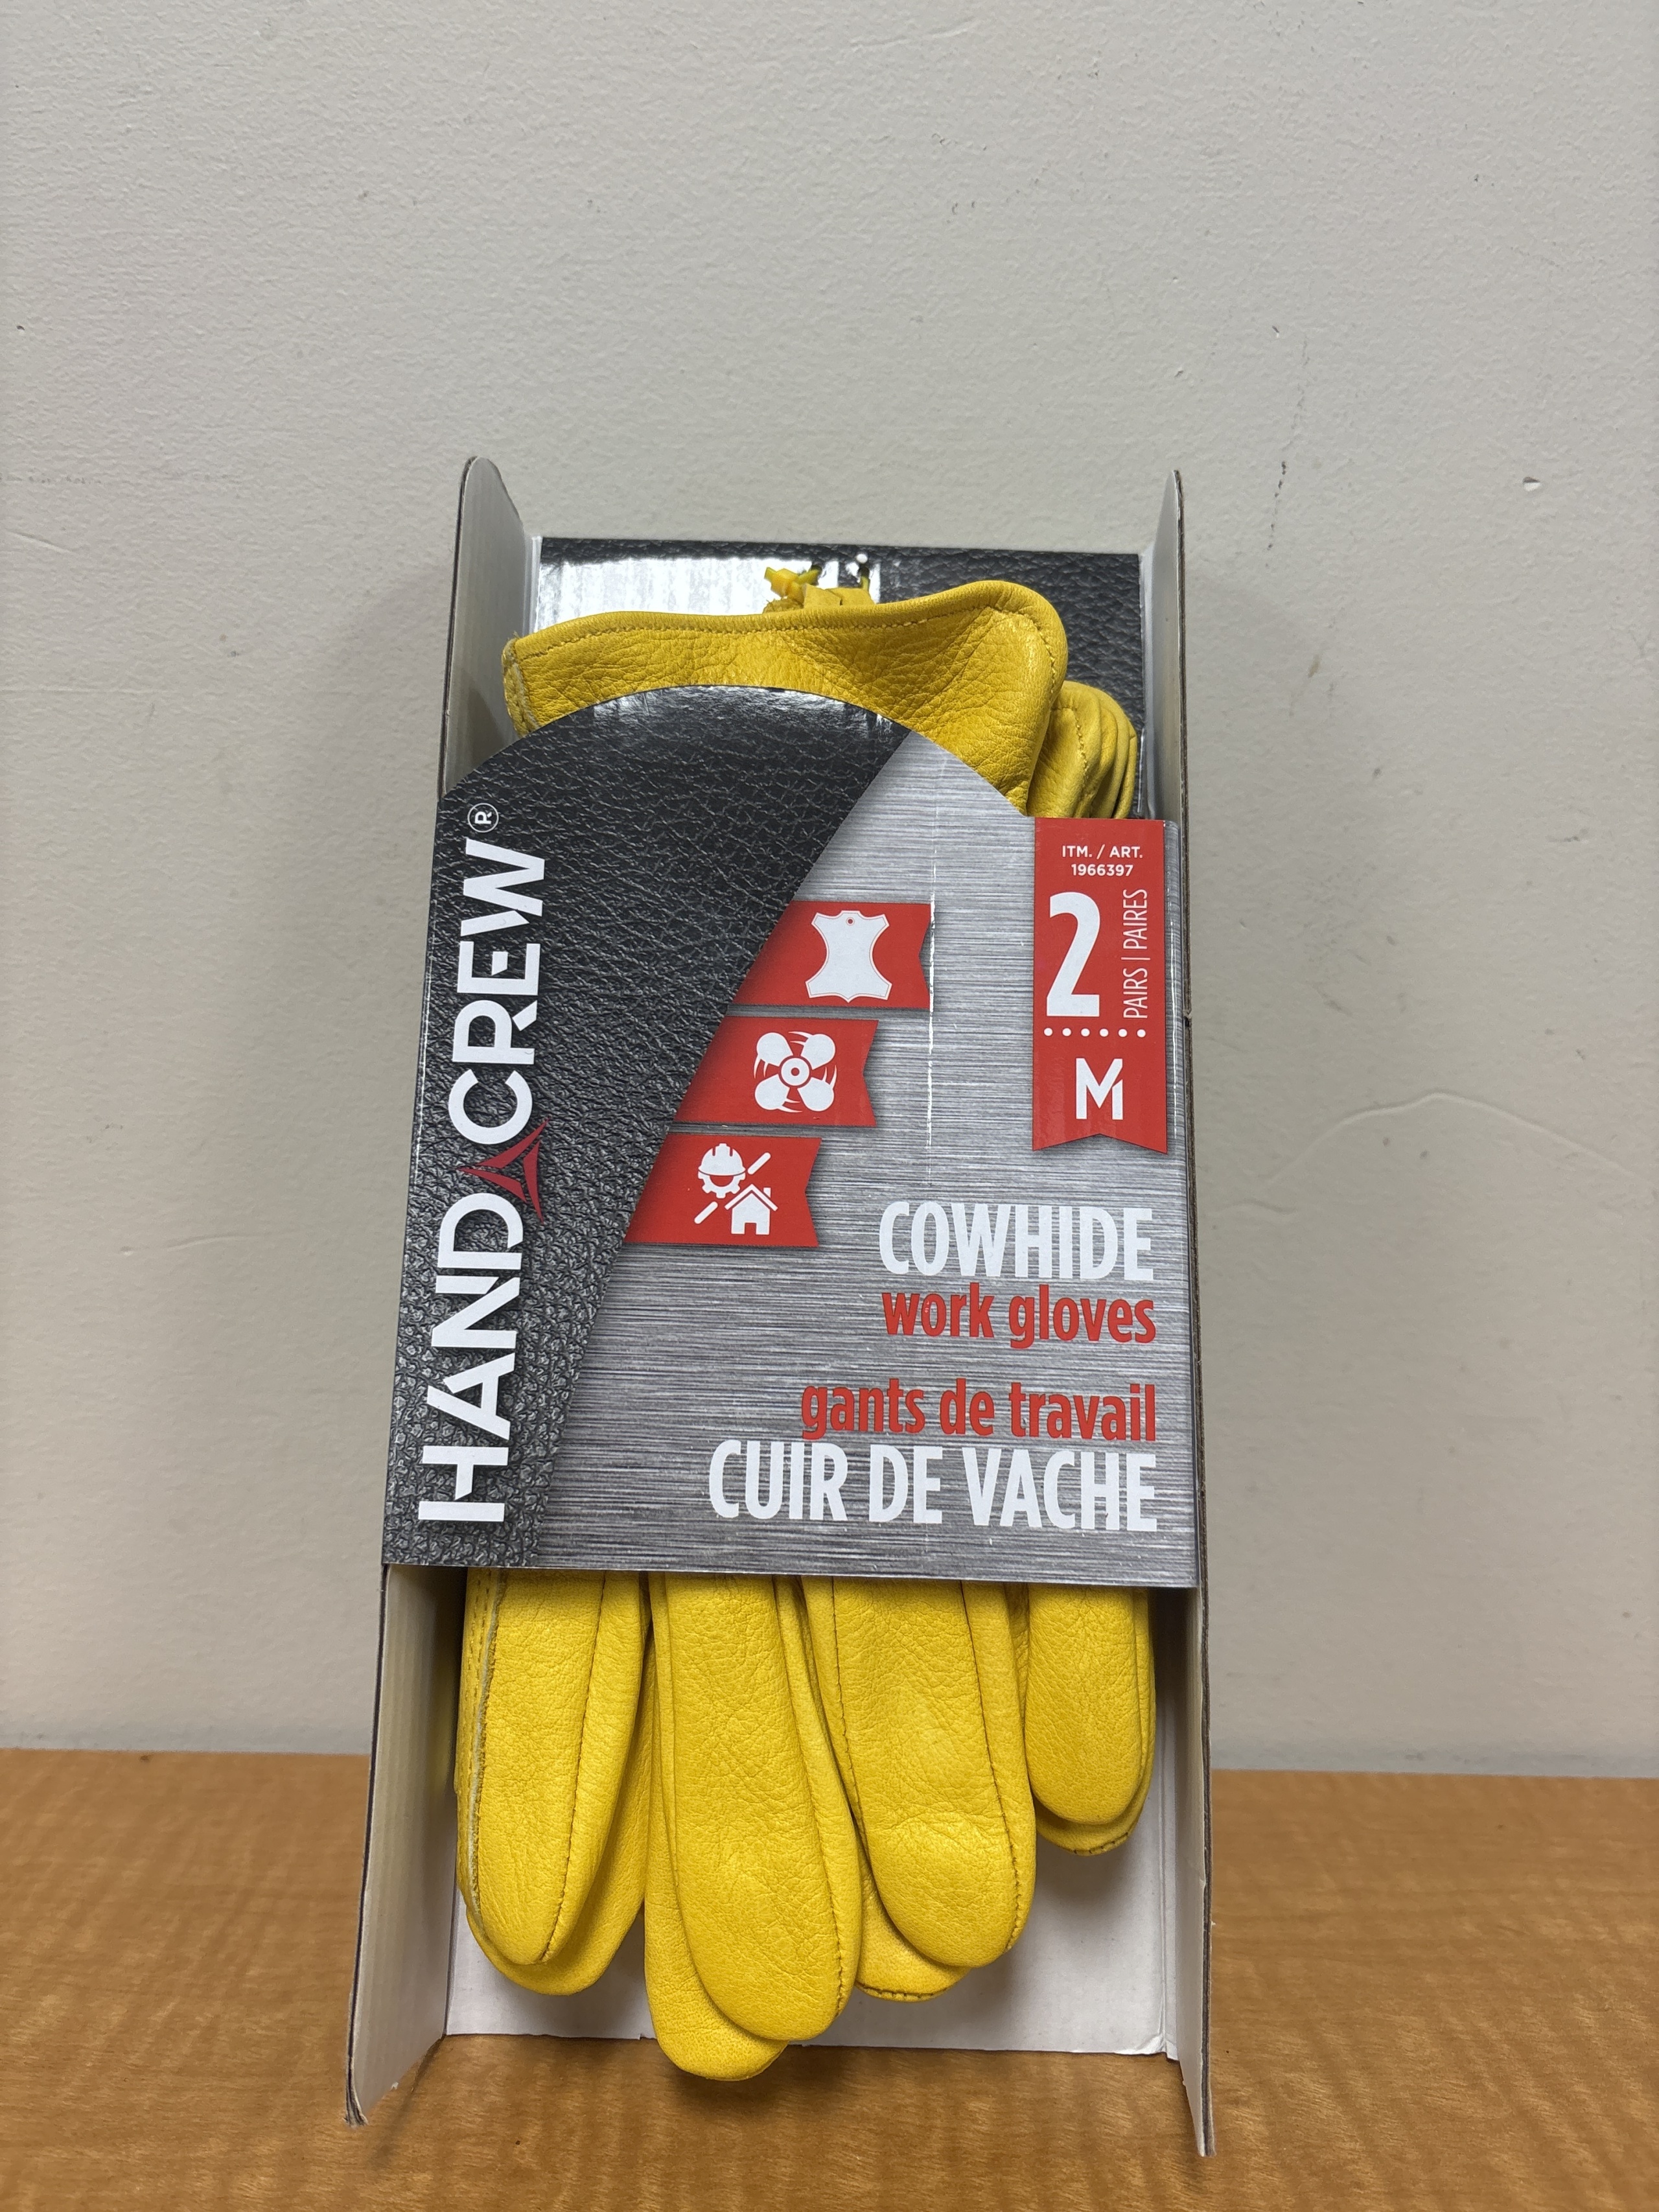 HANDCREW®
ITM. / ART.
1966397
2
PAIRS | PAIRES
M
COWHIDE
work gloves
gants de travail
CUIR DE VACHE